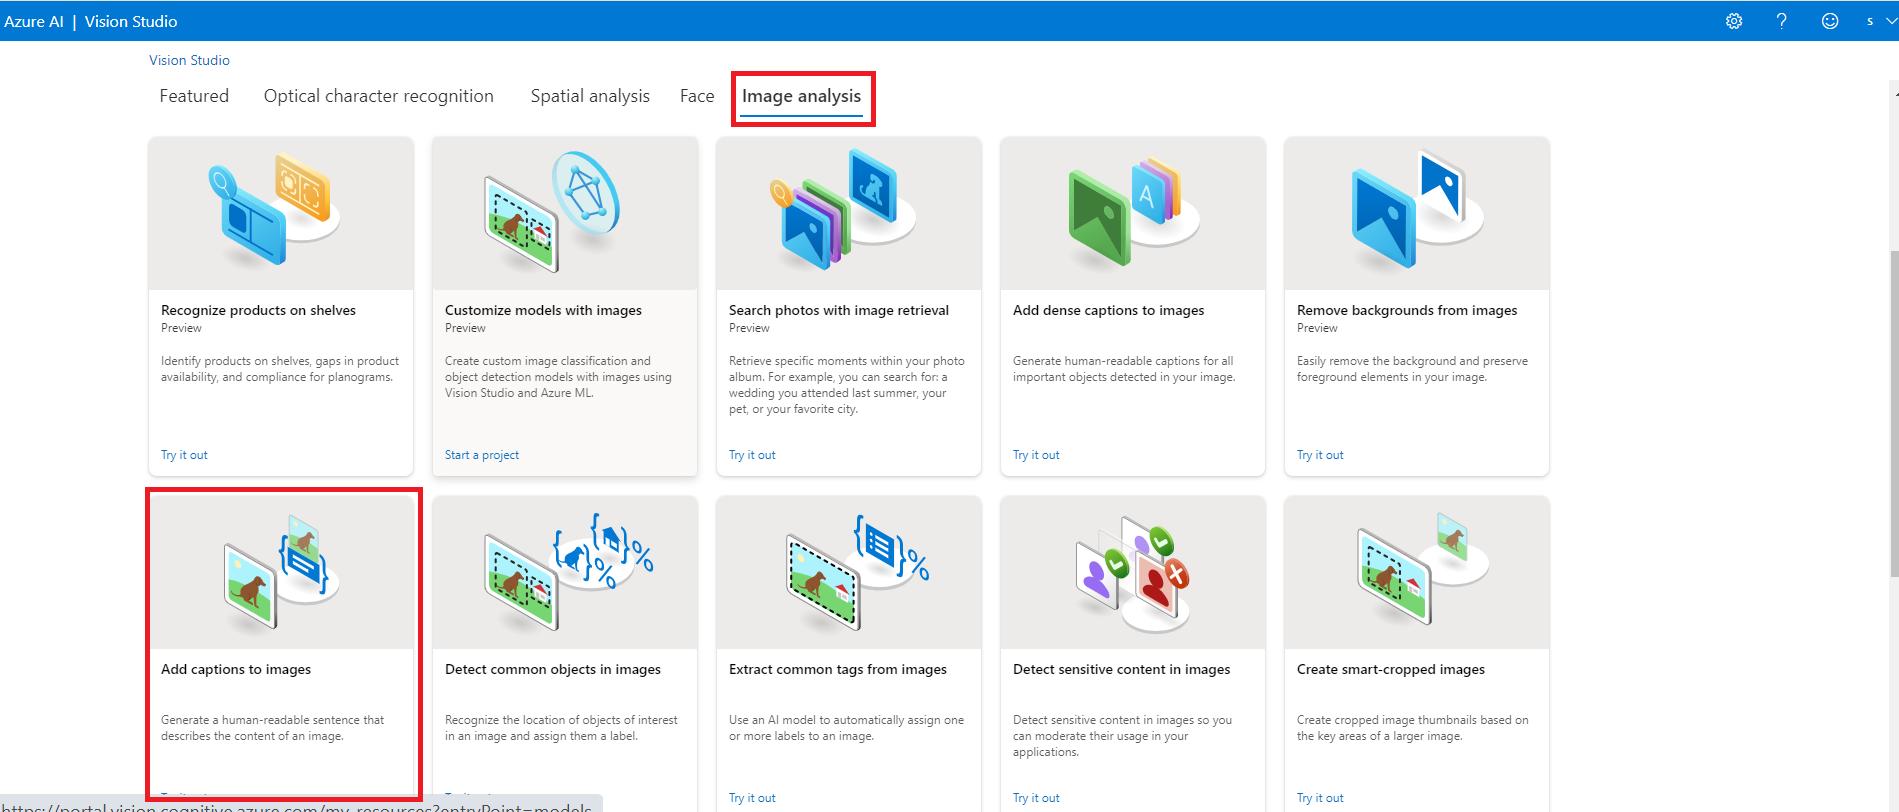 Azure AI | Vision Studio
s
Vision Studio
Featured Optical character recognition Spatial analysis Face Image analysis
Recognize products on shelves
Preview
Identify products on shelves, gaps in product
availability, and compliance for planograms.
Try it out
Customize models with images
Preview
Create custom image classification and
object detection models with images using
Vision Studio and Azure ML.
Start a project
Search photos with image retrieval
Preview
Retrieve specific moments within your photo
album. For example, you can search for: a
wedding you attended last summer, your
pet, or your favorite city.
Try it out
Add dense captions to images
Generate human-readable captions for all
important objects detected in your image.
Try it out
Remove backgrounds from images
Preview
Easily remove the background and preserve
foreground elements in your image.
Try it out
Add captions to images
Generate a human-readable sentence that
describes the content of an image.
Detect common objects in images
Recognize the location of objects of interest
in an image and assign them a label.
Extract common tags from images
Use an AI model to automatically assign one
or more labels to an image.
Try it out
Detect sensitive content in images
Detect sensitive content in images so you
can moderate their usage in your
applications.
Try it out
Create smart-cropped images
Create cropped image thumbnails based on
the key areas of a larger image.
Try it out
https://portal.vision.cognitive.azure.com/my-resources?entryPoint=models